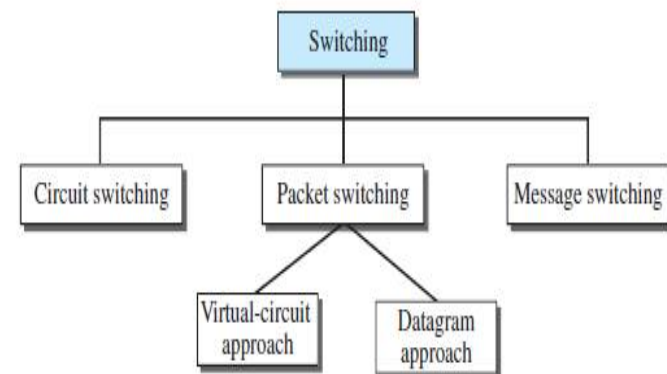 Switching
Circuit switching
Packet switching
Message switching
Virtual-circuit
approach
Datagram
approach